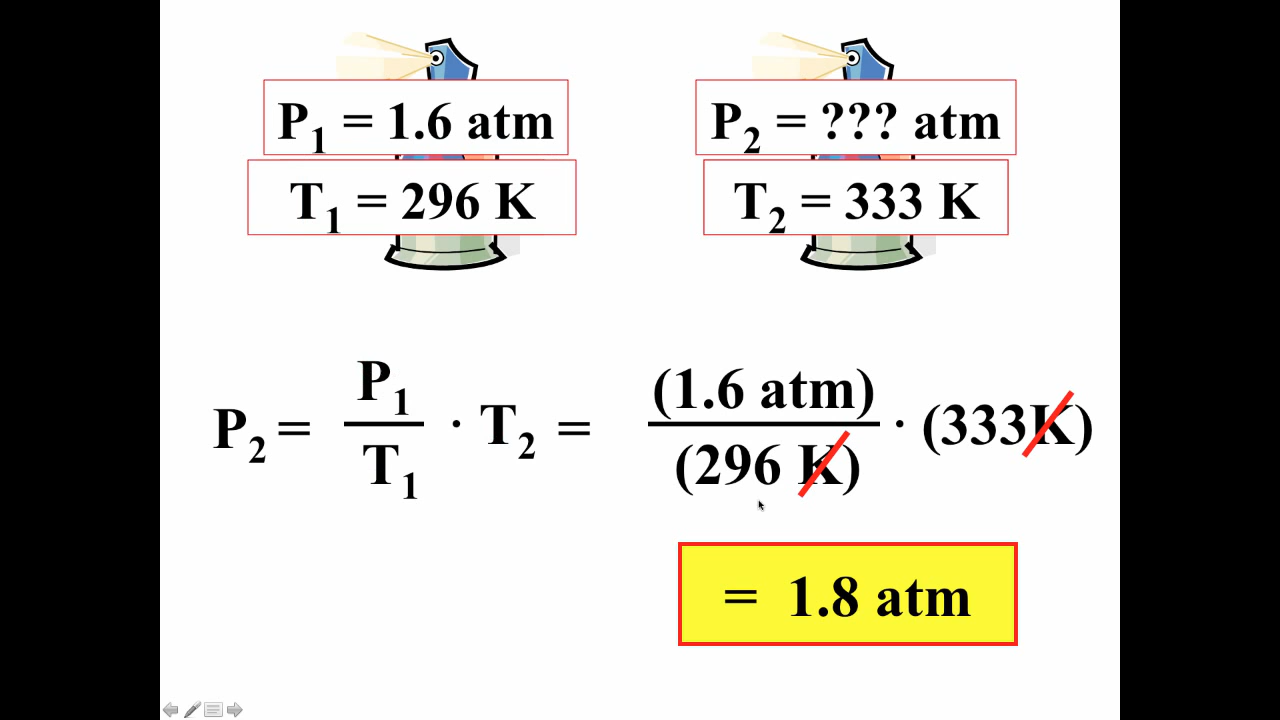 P₁ = 1.6 atm
T₁ = 296 K
P₂ = ??? atm
T₂ = 333 K
P₂ = P₁/T₁ · T₂ = (1.6 atm)/(296 K) · (333K)
= 1.8 atm